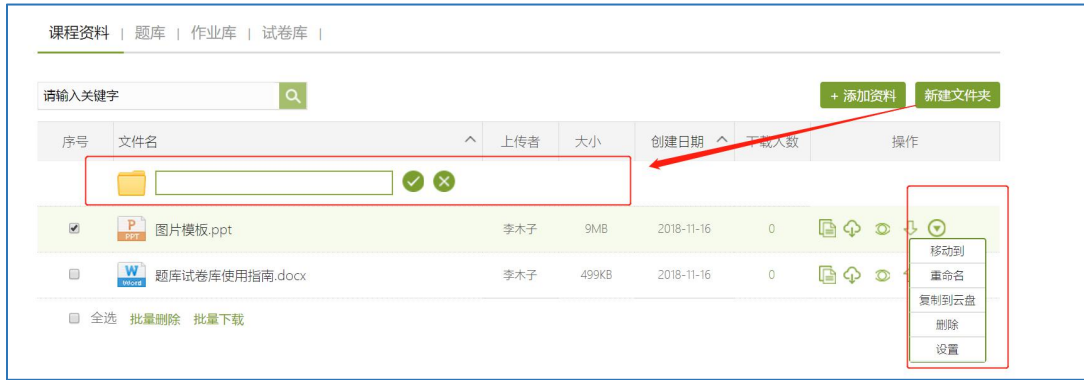 课程资料 | 题库 | 作业库 | 试卷库 |
请输入关键字
+ 添加资料 新建文件夹
序号 文件名 上传者 大小 创建日期 下载人数 操作
P PPT 图片模板.ppt 李木子 9MB 2018-11-16 0
移动到
W Word 题库试卷库使用指南.docx 李木子 499KB 2018-11-16 0
重命名
复制到云盘
全选 批量删除 批量下载
删除
设置